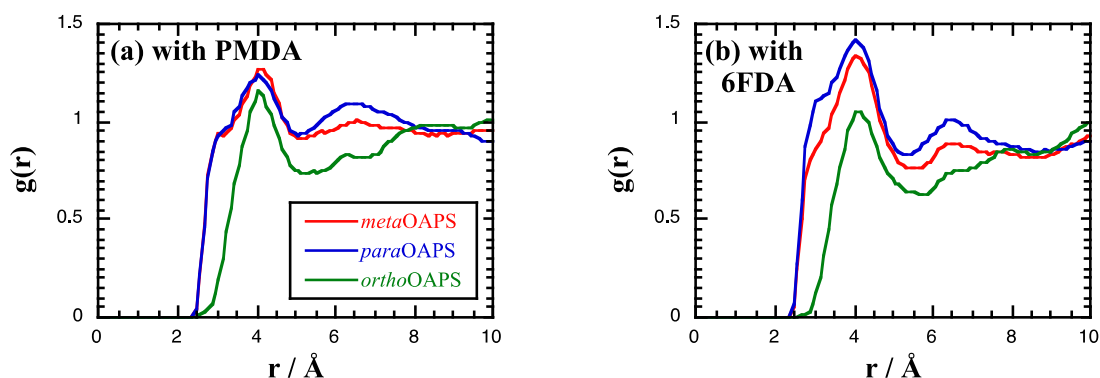 (a) with PMDA
g(r)
1.5
1
0.5
0
metaOAPS
paraOAPS
orthoOAPS
0 2 4 6 8 10
r / Å
(b) with
6FDA
g(r)
1.5
1
0.5
0
0 2 4 6 8 10
r / Å